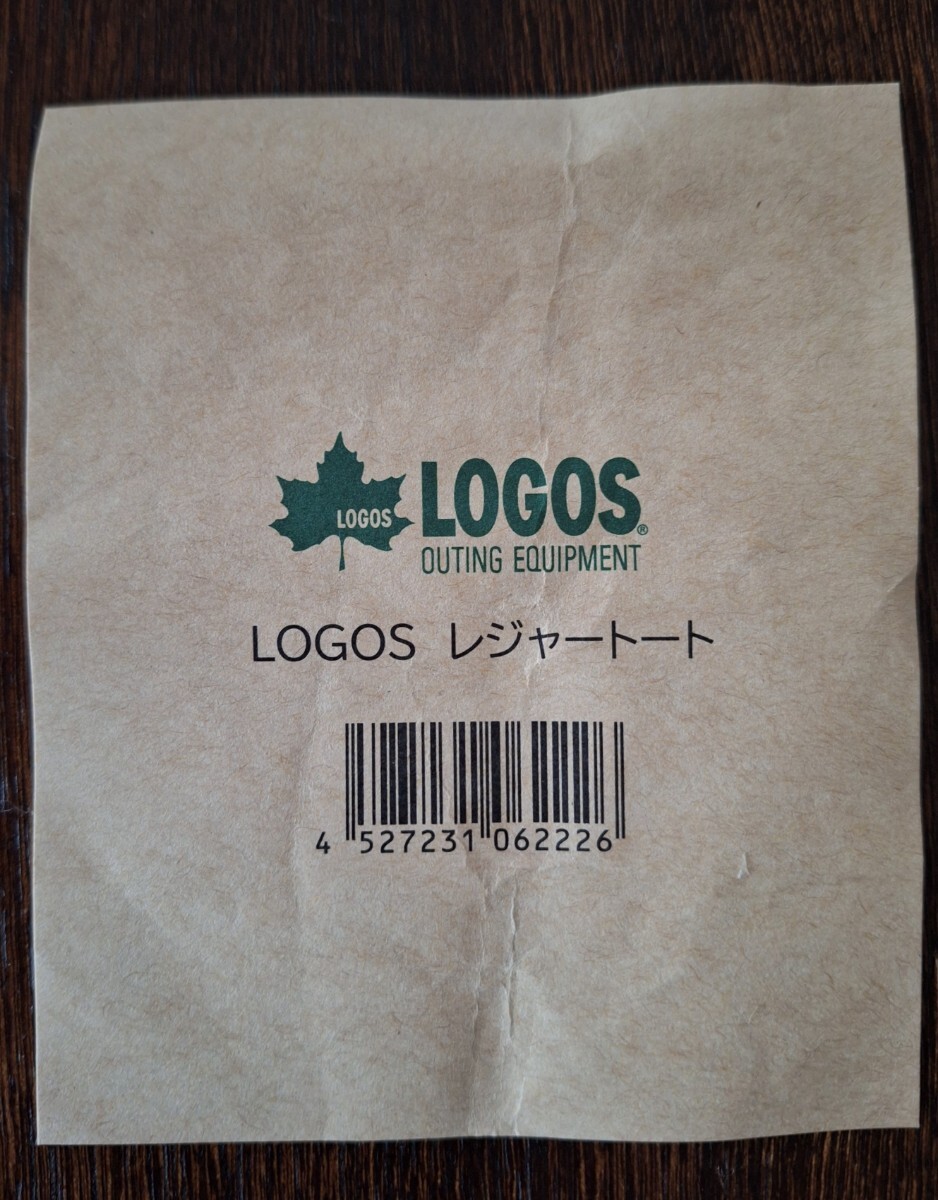 LOGOS
LOGOS®
OUTING EQUIPMENT
LOGOS レジャートート
4 527231 062226